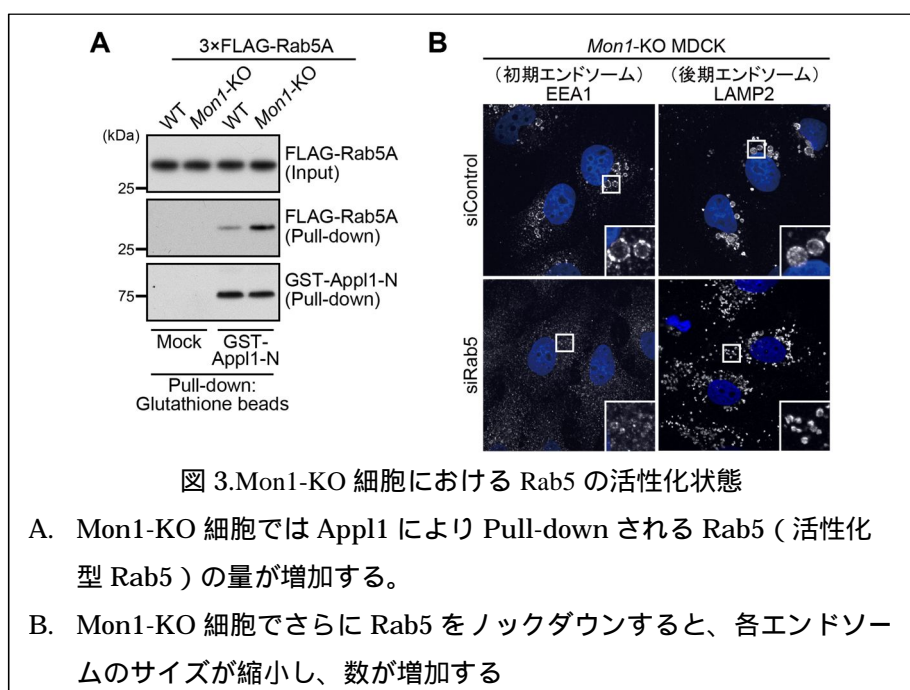 A
3×FLAG-Rab5A
WT
Mon1-KO
WT
Mon1-KO
(kDa)
FLAG-Rab5A
(Input)
25
FLAG-Rab5A
(Pull-down)
25
GST-Appl1-N
(Pull-down)
75
Mock
GST-
Appl1-N
Pull-down:
Glutathione beads
B
Mon1-KO MDCK
(初期エンドソーム)
EEA1
(後期エンドソーム)
LAMP2
siControl
siRab5
図 3.Mon1-KO 細胞における Rab5 の活性化状態
A. Mon1-KO 細胞では Appl1 により Pull-down される Rab5(活性化
型 Rab5)の量が増加する。
B. Mon1-KO 細胞でさらに Rab5 をノックダウンすると、各エンドソー
ムのサイズが縮小し、数が増加する